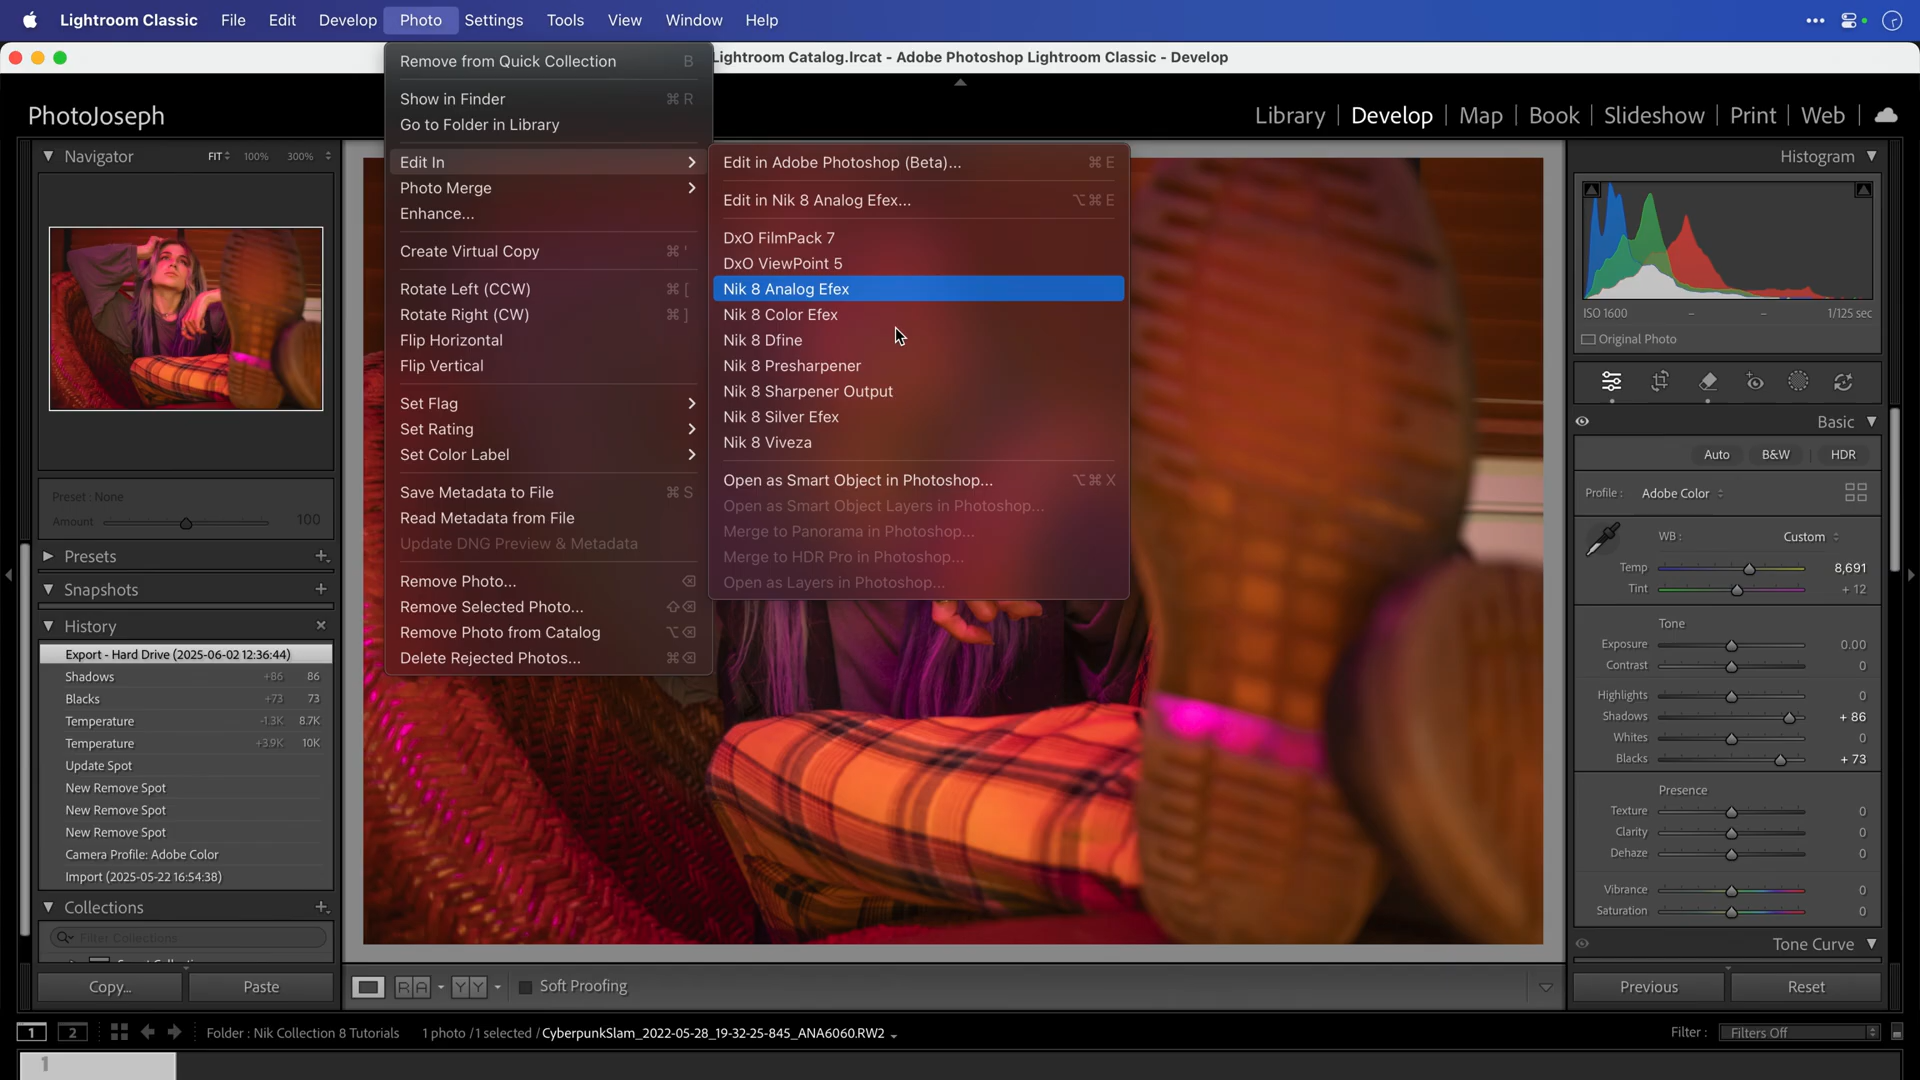 Lightroom Classic File Edit Develop Photo Settings Tools View Window Help
Lightroom Catalog.lrcat - Adobe Photoshop Lightroom Classic - Develop
PhotoJoseph
Library Develop Map Book Slideshow Print Web
Navigator FIT 100% 300%
Preset : None
Amount 100
Presets
Snapshots
History
Export - Hard Drive (2025-06-02 12:36:44)
Shadows +86 86
Blacks +73 73
Temperature -1.3K 8.7K
Temperature +3.9K 10K
Update Spot
New Remove Spot
New Remove Spot
New Remove Spot
Camera Profile: Adobe Color
Import (2025-05-22 16:54:38)
Collections
Filter Collections
Copy... Paste
Remove from Quick Collection B
Show in Finder ⌘ R
Go to Folder in Library
Edit In
Photo Merge
Enhance...
Create Virtual Copy ⌘ '
Rotate Left (CCW) ⌘ [
Rotate Right (CW) ⌘ ]
Flip Horizontal
Flip Vertical
Set Flag
Set Rating
Set Color Label
Save Metadata to File ⌘ S
Read Metadata from File
Update DNG Preview & Metadata
Remove Photo... ⌫
Remove Selected Photo... ⇧⌫
Remove Photo from Catalog ⌥⌫
Delete Rejected Photos... ⌘⌫
Edit in Adobe Photoshop (Beta)... ⌘ E
Edit in Nik 8 Analog Efex... ⌥⌘ E
DxO FilmPack 7
DxO ViewPoint 5
Nik 8 Analog Efex
Nik 8 Color Efex
Nik 8 Dfine
Nik 8 Presharpener
Nik 8 Sharpener Output
Nik 8 Silver Efex
Nik 8 Viveza
Open as Smart Object in Photoshop... ⌥⌘ X
Open as Smart Object Layers in Photoshop...
Merge to Panorama in Photoshop...
Merge to HDR Pro in Photoshop...
Open as Layers in Photoshop...
Histogram
ISO 1600 – – 1/125 sec
Original Photo
Basic
Auto B&W HDR
Profile : Adobe Color
WB : Custom
Temp 8,691
Tint + 12
Tone
Exposure 0.00
Contrast 0
Highlights 0
Shadows + 86
Whites 0
Blacks + 73
Presence
Texture 0
Clarity 0
Dehaze 0
Vibrance 0
Saturation 0
Tone Curve
Previous Reset
R A Y Y Soft Proofing
1 2 Folder : Nik Collection 8 Tutorials 1 photo / 1 selected / CyberpunkSlam_2022-05-28_19-32-25-845_ANA6060.RW2 Filter : Filters Off
1